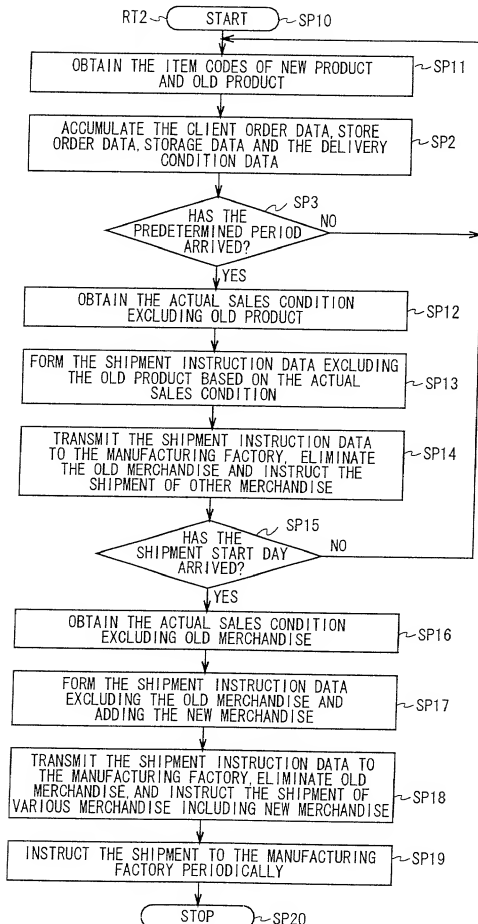 RT2 START SP10
OBTAIN THE ITEM CODES OF NEW PRODUCT
AND OLD PRODUCT
SP11
ACCUMULATE THE CLIENT ORDER DATA, STORE
ORDER DATA, STORAGE DATA AND THE DELIVERY
CONDITION DATA
SP2
SP3
HAS THE
PREDETERMINED PERIOD
ARRIVED?
NO
YES
OBTAIN THE ACTUAL SALES CONDITION
EXCLUDING OLD PRODUCT
SP12
FORM THE SHIPMENT INSTRUCTION DATA EXCLUDING
THE OLD PRODUCT BASED ON THE ACTUAL
SALES CONDITION
SP13
TRANSMIT THE SHIPMENT INSTRUCTION DATA
TO THE MANUFACTURING FACTORY, ELIMINATE
THE OLD MERCHANDISE AND INSTRUCT THE
SHIPMENT OF OTHER MERCHANDISE
SP14
SP15
HAS THE
SHIPMENT START DAY
ARRIVED?
NO
YES
OBTAIN THE ACTUAL SALES CONDITION
EXCLUDING OLD MERCHANDISE
SP16
FORM THE SHIPMENT INSTRUCTION DATA
EXCLUDING THE OLD MERCHANDISE AND
ADDING THE NEW MERCHANDISE
SP17
TRANSMIT THE SHIPMENT INSTRUCTION DATA TO
THE MANUFACTURING FACTORY, ELIMINATE OLD
MERCHANDISE, AND INSTRUCT THE SHIPMENT OF
VARIOUS MERCHANDISE INCLUDING NEW MERCHANDISE
SP18
INSTRUCT THE SHIPMENT TO THE MANUFACTURING
FACTORY PERIODICALLY
SP19
STOP SP20